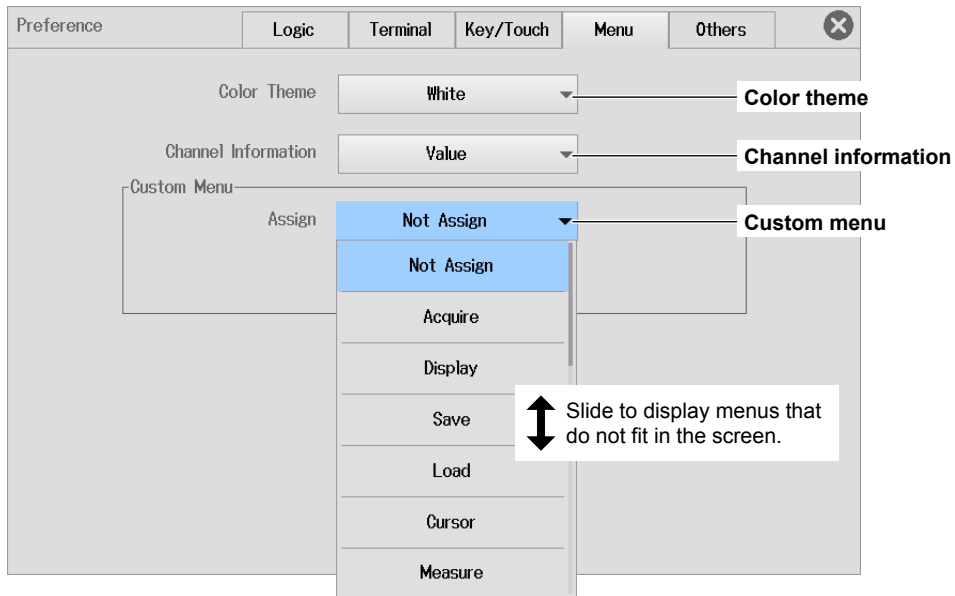 Preference
Logic
Terminal
Key/Touch
Menu
Others
Color Theme
White
Color theme
Channel Information
Value
Channel information
Custom Menu
Assign
Not Assign
Custom menu
Not Assign
Acquire
Display
Save
Slide to display menus that
do not fit in the screen.
Load
Cursor
Measure